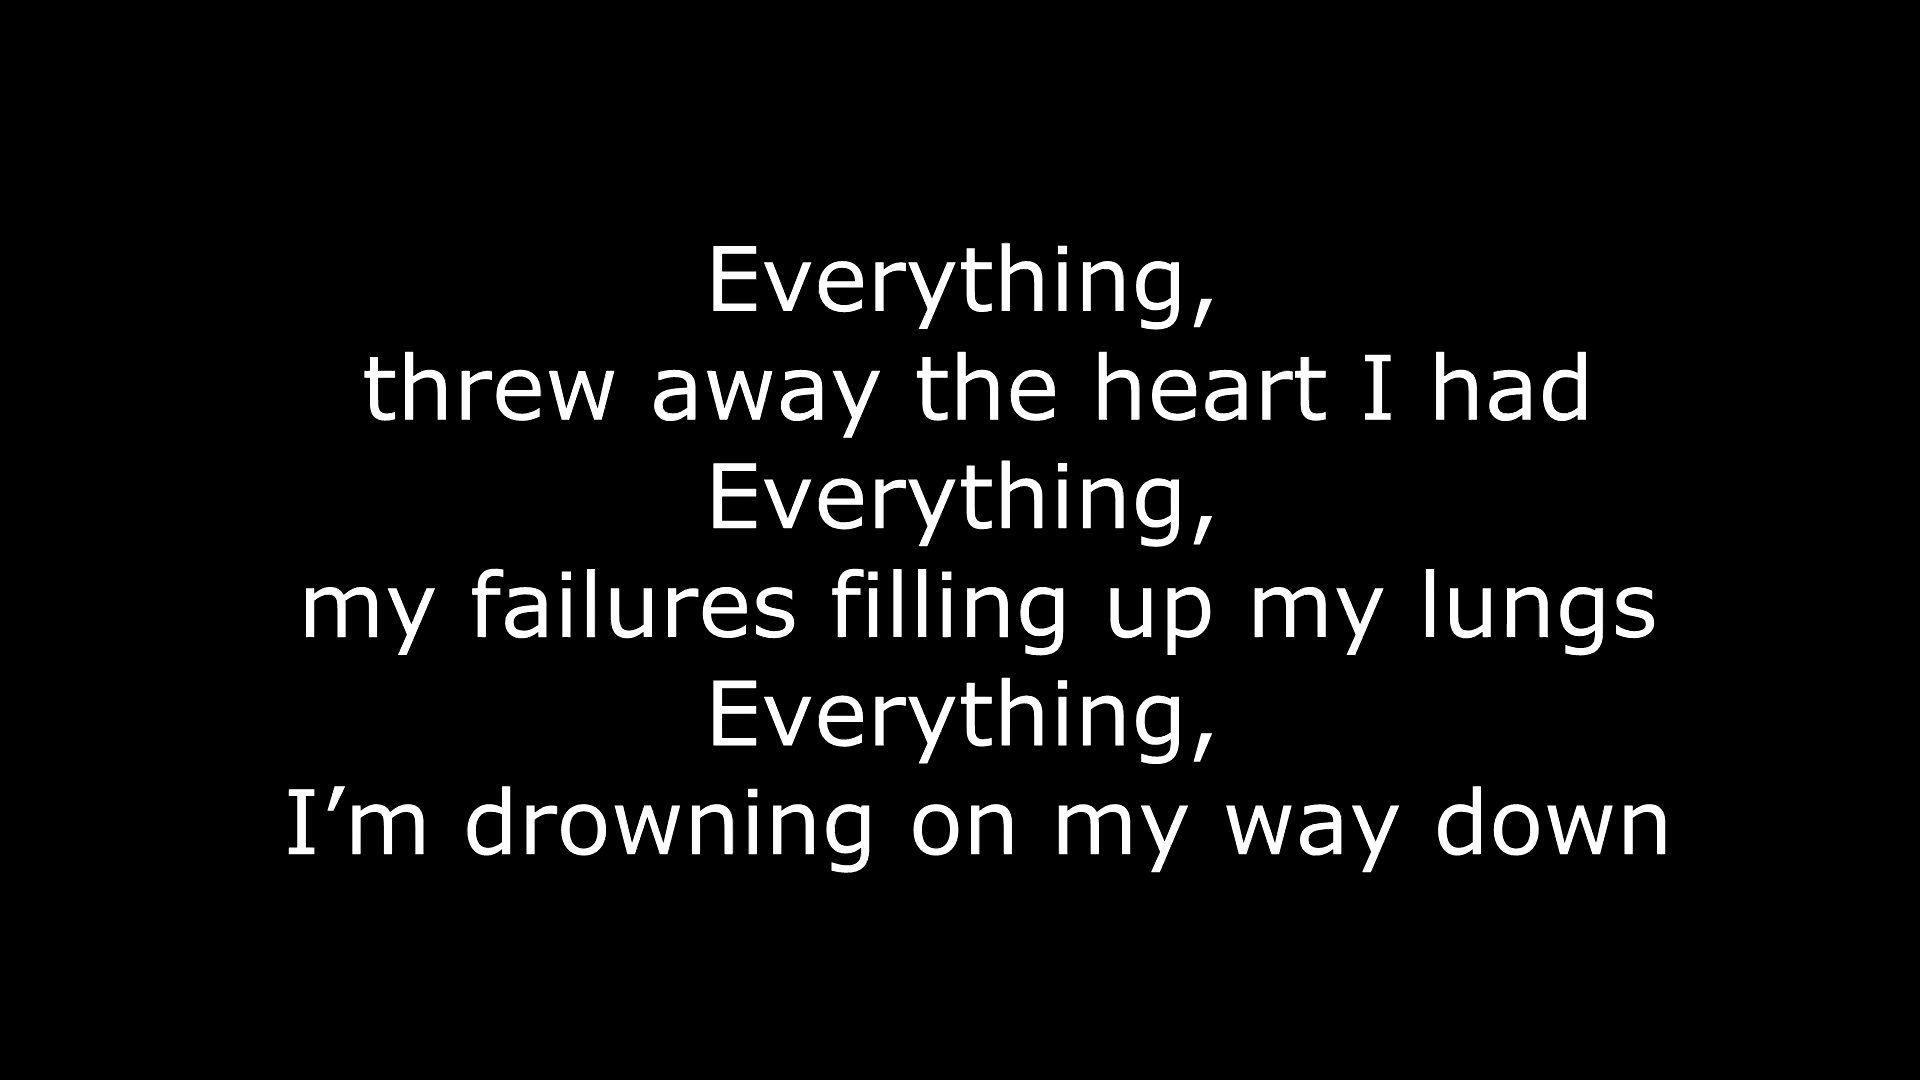 Everything,
threw away the heart I had
Everything,
my failures filling up my lungs
Everything,
I’m drowning on my way down